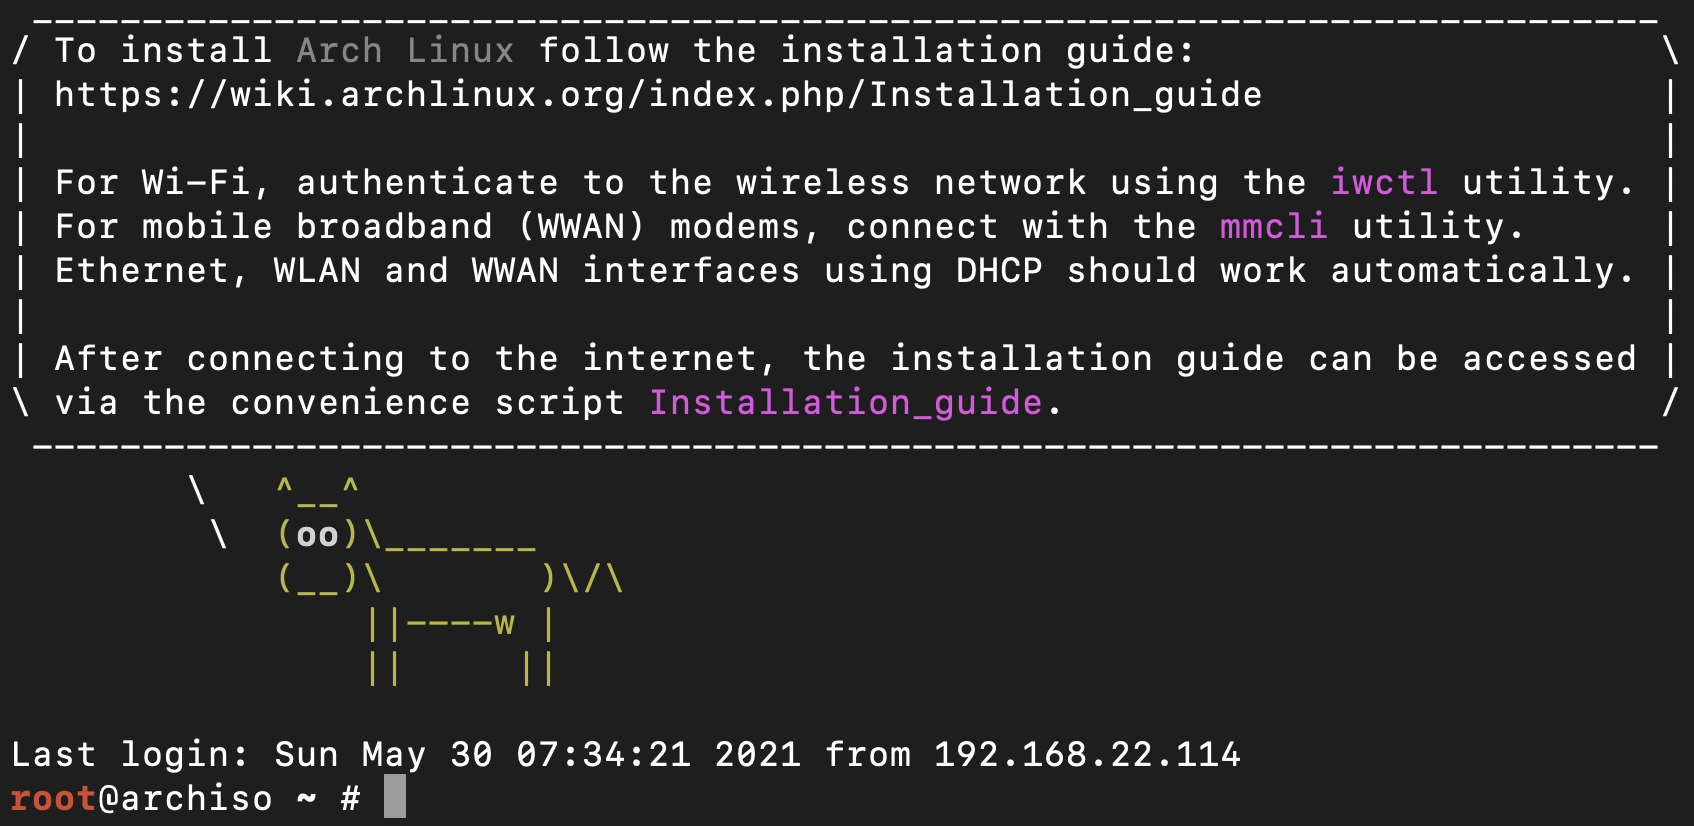 __________________________________________________________________________
/ To install Arch Linux follow the installation guide:                     \
| https://wiki.archlinux.org/index.php/Installation_guide                  |
|                                                                          |
| For Wi-Fi, authenticate to the wireless network using the iwctl utility. |
| For mobile broadband (WWAN) modems, connect with the mmcli utility.      |
| Ethernet, WLAN and WWAN interfaces using DHCP should work automatically. |
|                                                                          |
| After connecting to the internet, the installation guide can be accessed |
\ via the convenience script Installation_guide.                           /
 --------------------------------------------------------------------------
        \   ^__^
         \  (oo)\_______
            (__)\       )\/\
                ||----w |
                ||     ||

Last login: Sun May 30 07:34:21 2021 from 192.168.22.114
root@archiso ~ #